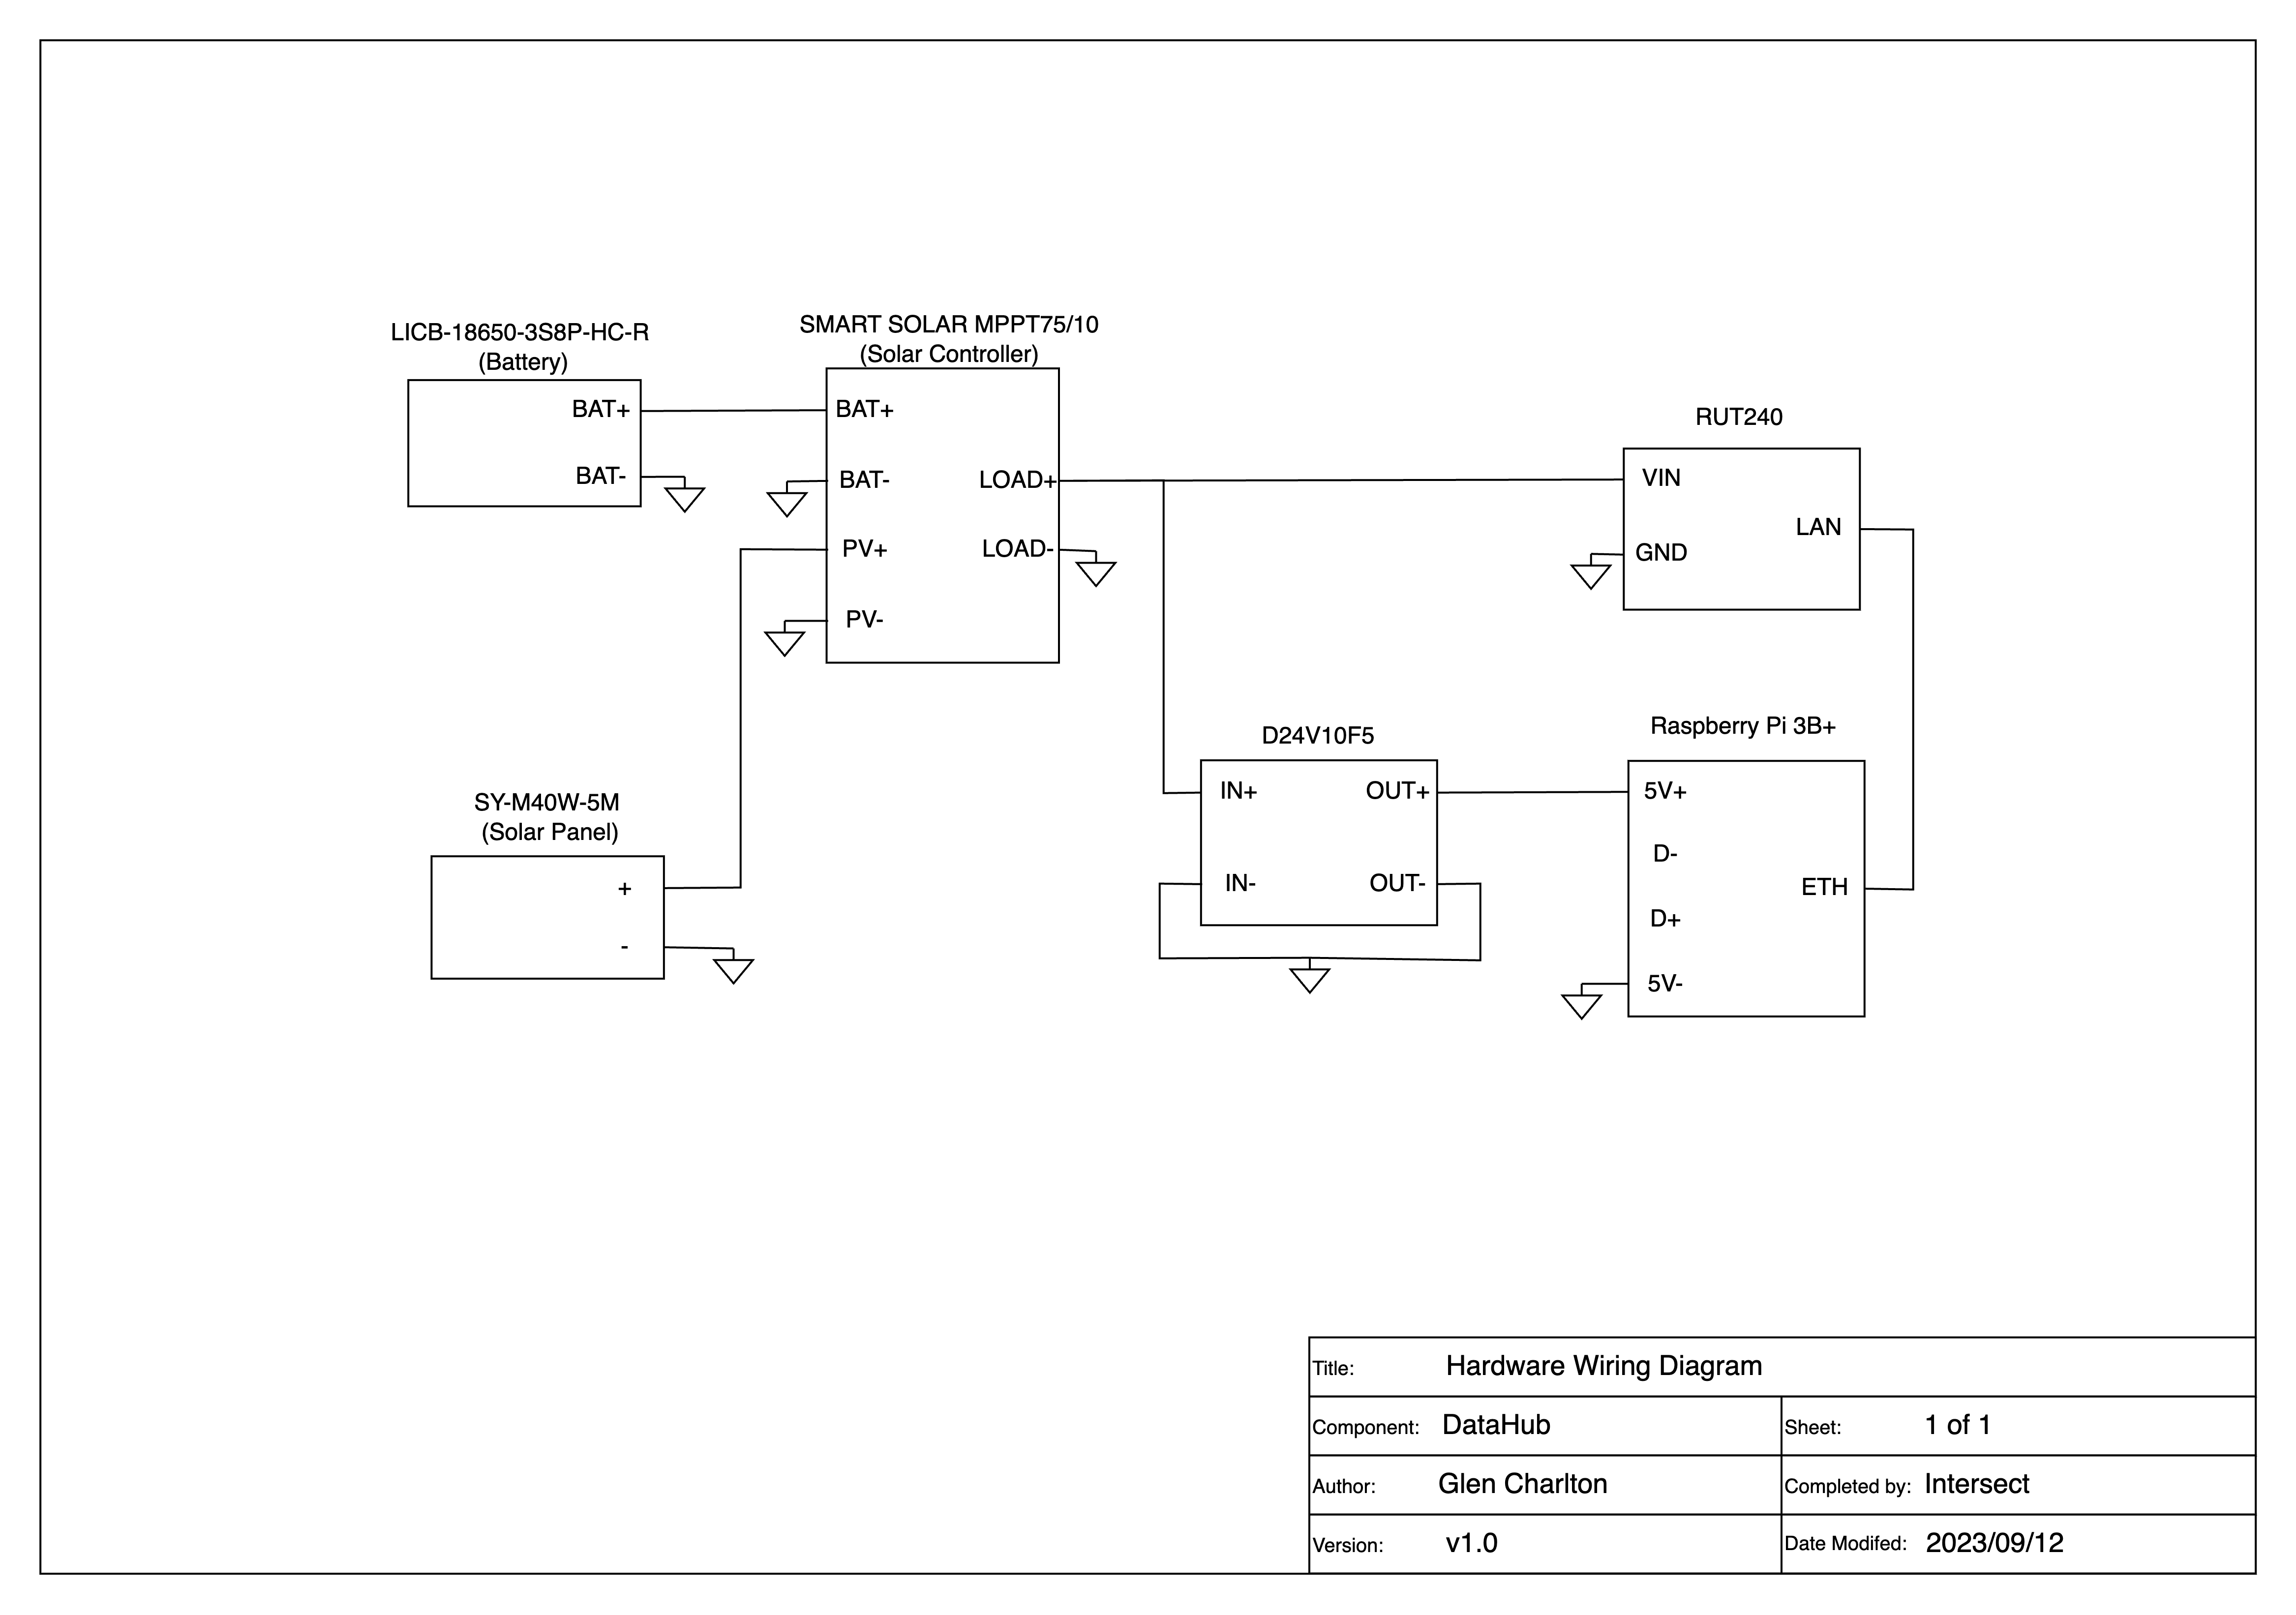 LICB-18650-3S8P-HC-R
(Battery)
BAT+
BAT-
SMART SOLAR MPPT75/10
(Solar Controller)
BAT+
BAT-
LOAD+
PV+
LOAD-
PV-
RUT240
VIN
LAN
GND
SY-M40W-5M
(Solar Panel)
+
-
D24V10F5
IN+
OUT+
IN-
OUT-
Raspberry Pi 3B+
5V+
D-
ETH
D+
5V-
Title: Hardware Wiring Diagram
Component: DataHub
Sheet: 1 of 1
Author: Glen Charlton
Completed by: Intersect
Version: v1.0
Date Modifed: 2023/09/12